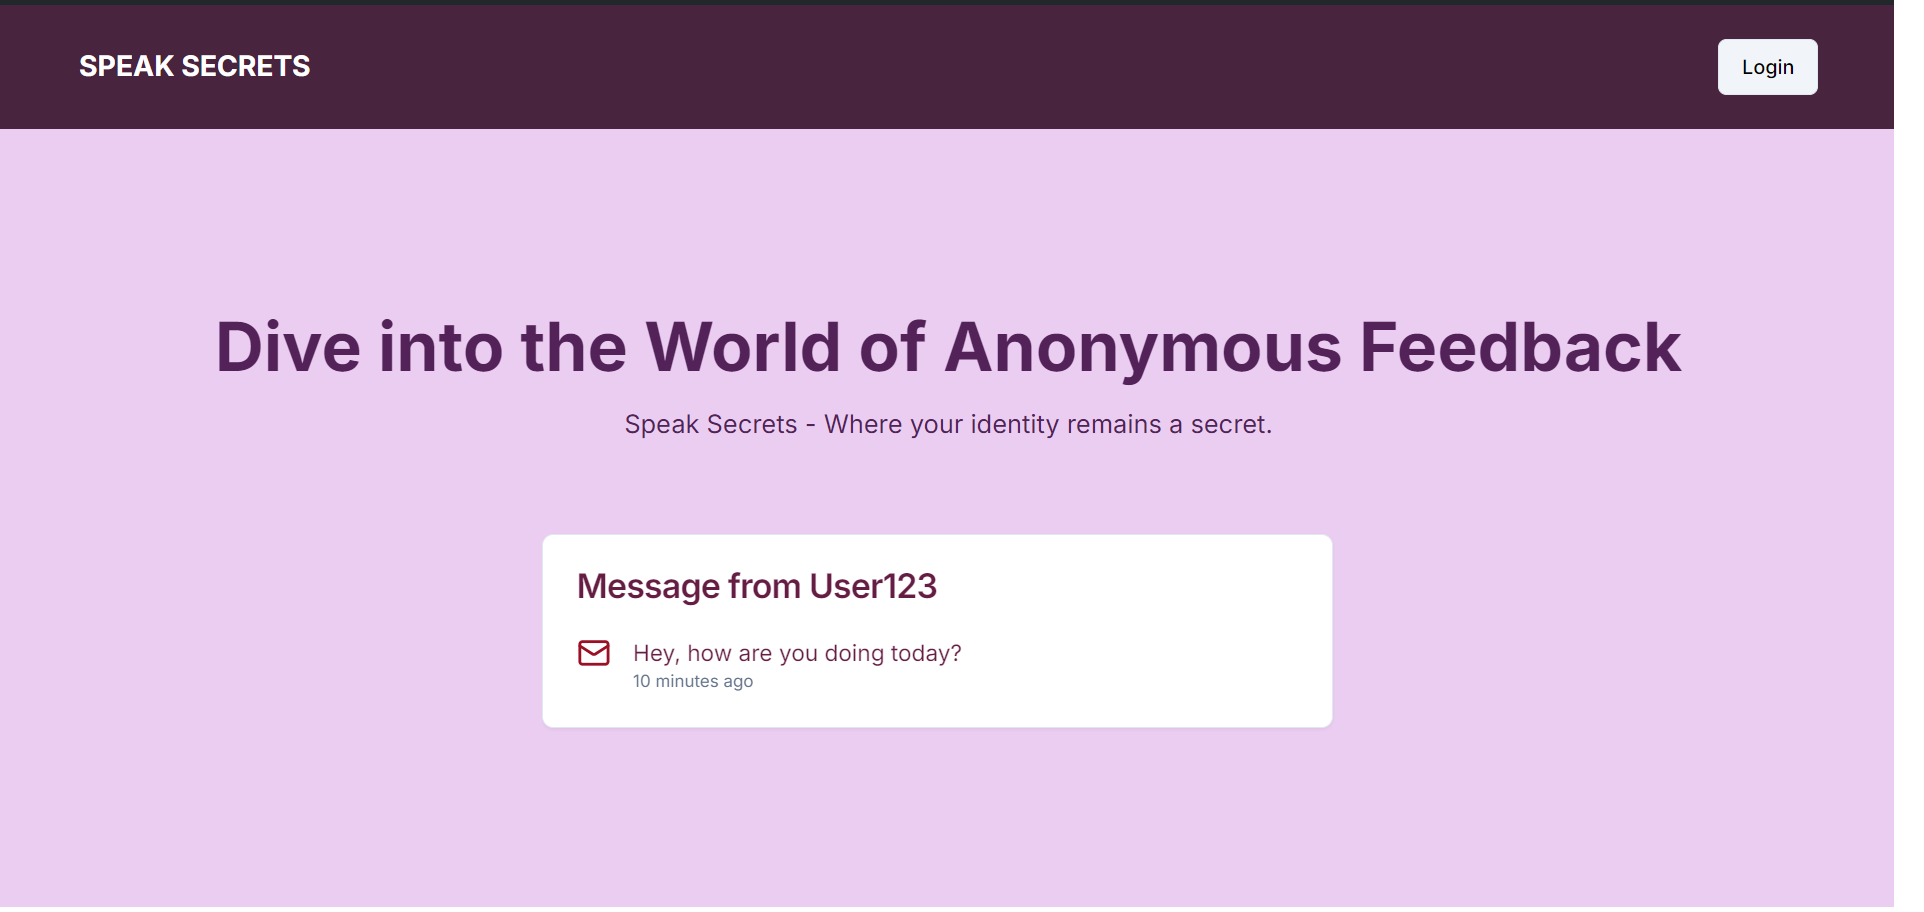 SPEAK SECRETS
Login
Dive into the World of Anonymous Feedback
Speak Secrets - Where your identity remains a secret.
Message from User123
Hey, how are you doing today?
10 minutes ago